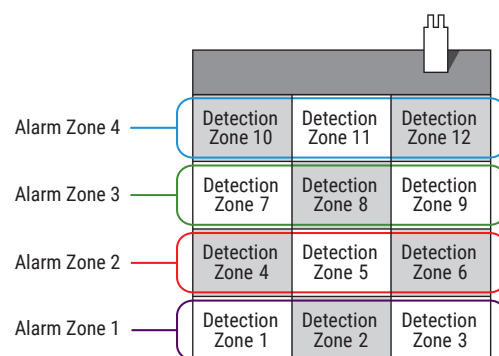 Alarm Zone 4
Detection
Zone 10
Detection
Zone 11
Detection
Zone 12
Alarm Zone 3
Detection
Zone 7
Detection
Zone 8
Detection
Zone 9
Alarm Zone 2
Detection
Zone 4
Detection
Zone 5
Detection
Zone 6
Alarm Zone 1
Detection
Zone 1
Detection
Zone 2
Detection
Zone 3